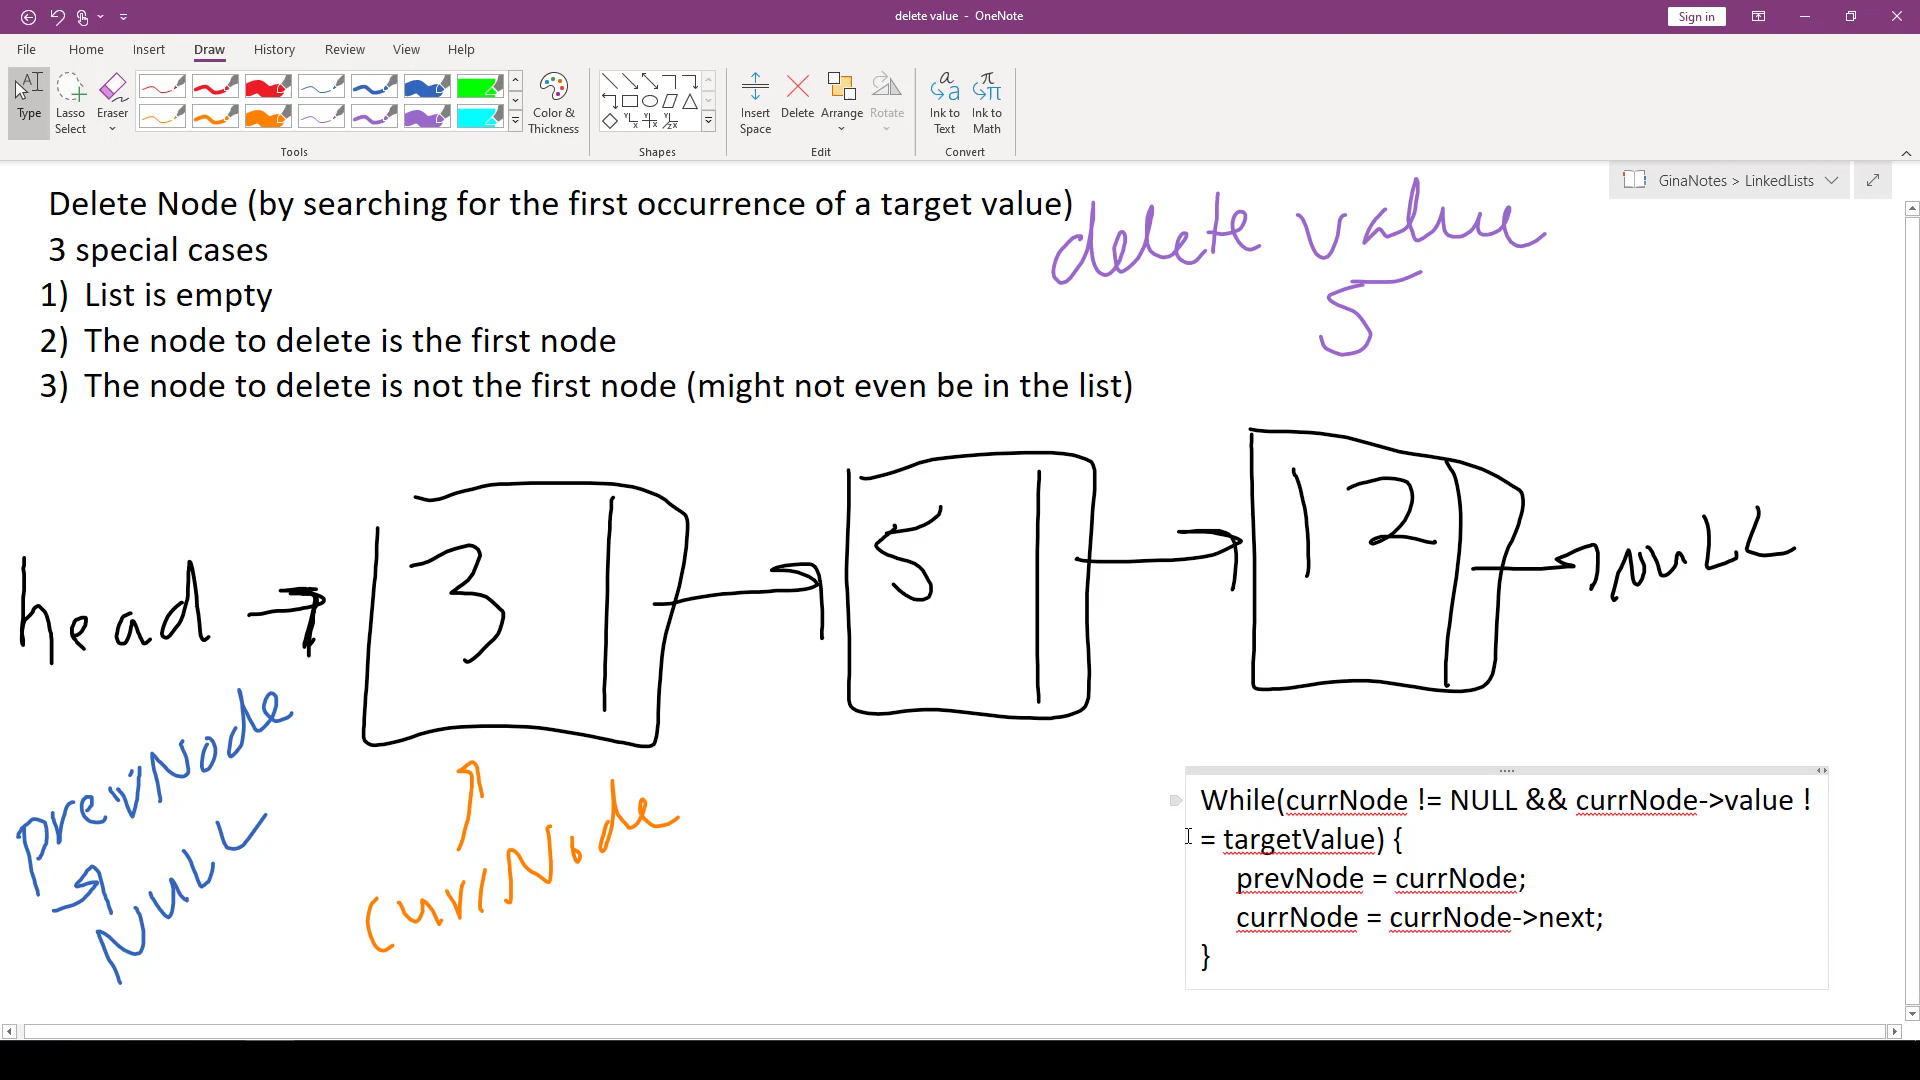 delete value - OneNote
Sign in
File Home Insert Draw History Review View Help
Type
Lasso Select
Eraser
Color & Thickness
Insert Space
Delete
Arrange
Rotate
Ink to Text
Ink to Math
Tools
Shapes
Edit
Convert
GinaNotes > LinkedLists
Delete Node (by searching for the first occurrence of a target value)
3 special cases
1) List is empty
2) The node to delete is the first node
3) The node to delete is not the first node (might not even be in the list)
delete value
5
head
3
5
12
NULL
prevNode
NULL
currNode
While(currNode != NULL && currNode->value !
= targetValue) {
prevNode = currNode;
currNode = currNode->next;
}